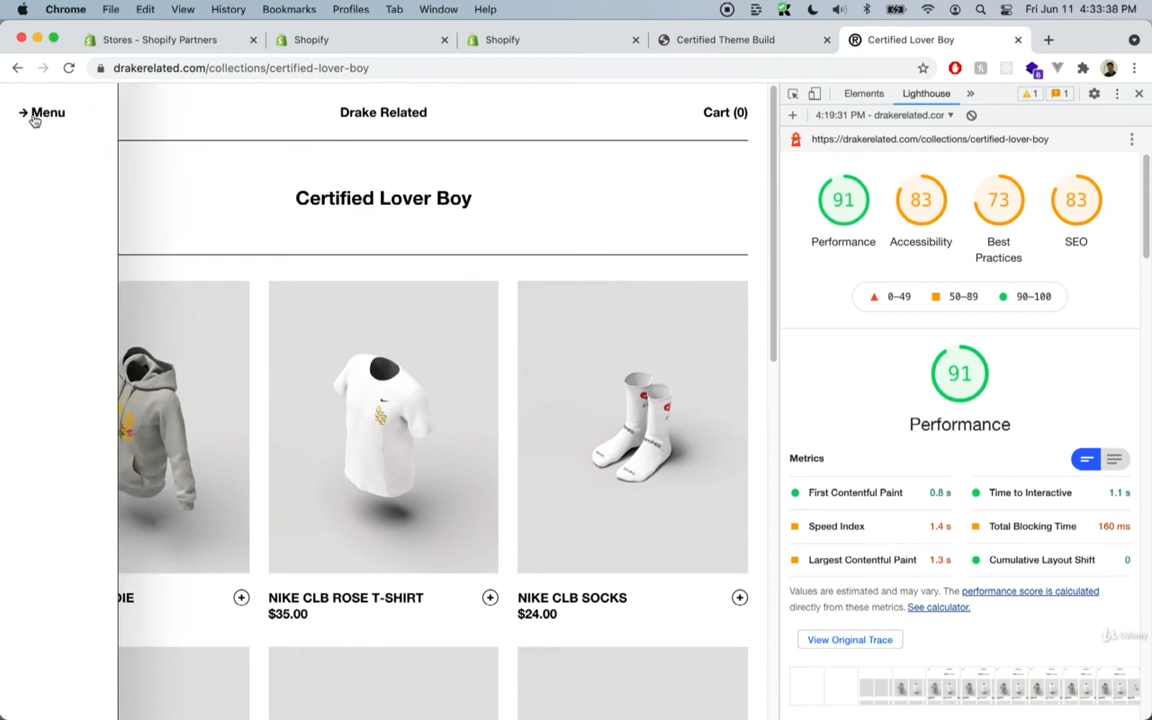 Chrome File Edit View History Bookmarks Profiles Tab Window Help Fri Jun 11 4:33:38 PM
Stores - Shopify Partners Shopify Shopify Certified Theme Build Certified Lover Boy
drakerelated.com/collections/certified-lover-boy
Menu Drake Related Cart (0)
Certified Lover Boy
DIE
NIKE CLB ROSE T-SHIRT
$35.00
NIKE CLB SOCKS
$24.00
Elements Lighthouse 1 1
4:19:31 PM - drakerelated.cor
https://drakerelated.com/collections/certified-lover-boy
91 83 73 83
Performance Accessibility Best Practices SEO
0–49 50–89 90–100
91
Performance
Metrics
First Contentful Paint 0.8 s Time to Interactive 1.1 s
Speed Index 1.4 s Total Blocking Time 160 ms
Largest Contentful Paint 1.3 s Cumulative Layout Shift 0
Values are estimated and may vary. The performance score is calculated
directly from these metrics. See calculator.
View Original Trace
Udemy